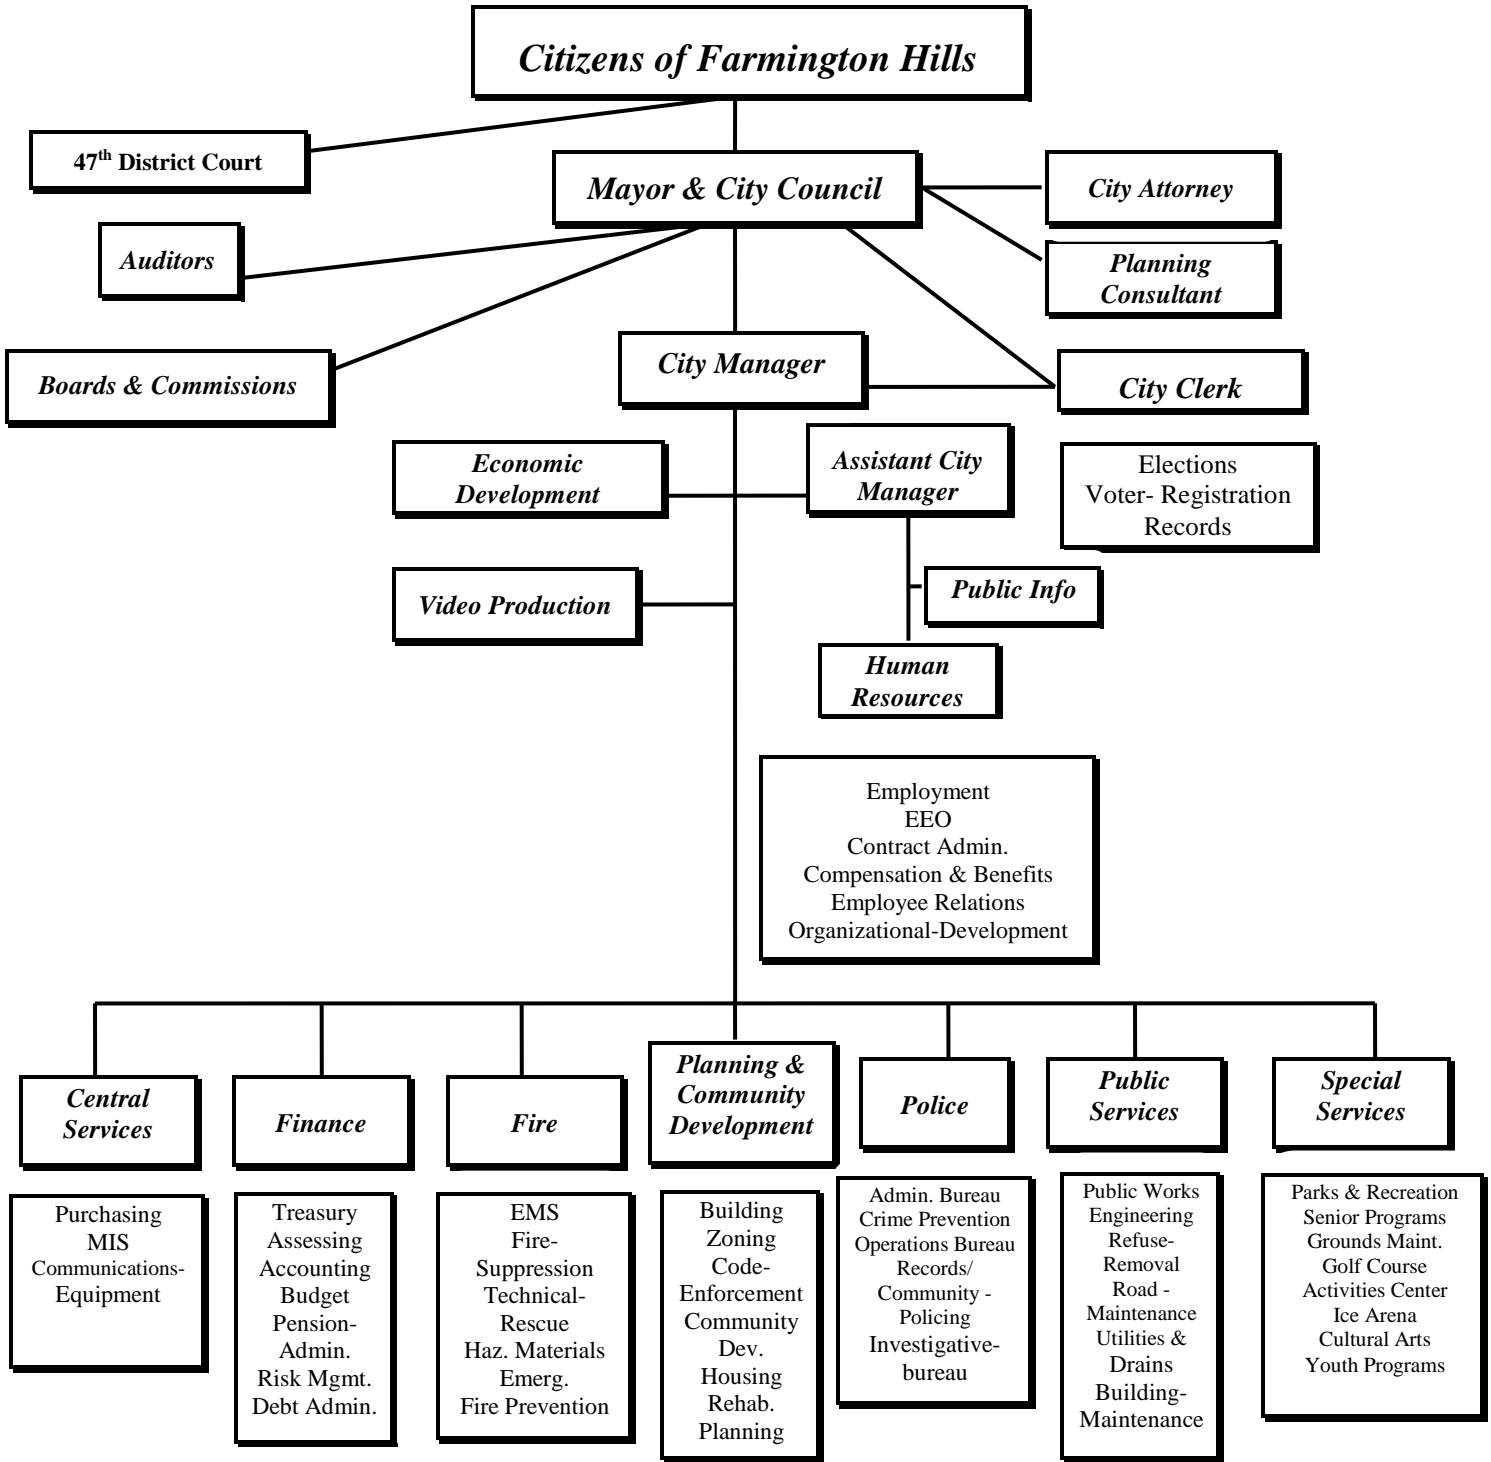 Citizens of Farmington Hills
47th District Court
Mayor & City Council
City Attorney
Auditors
Planning
Consultant
City Manager
Boards & Commissions
City Clerk
Economic
Development
Assistant City
Manager
Elections
Voter- Registration
Records
Video Production
Public Info
Human
Resources
Employment
EEO
Contract Admin.
Compensation & Benefits
Employee Relations
Organizational-Development
Central
Services
Finance
Fire
Planning &
Community
Development
Police
Public
Services
Special
Services
Purchasing
MIS
Communications-
Equipment
Treasury
Assessing
Accounting
Budget
Pension-
Admin.
Risk Mgmt.
Debt Admin.
EMS
Fire-
Suppression
Technical-
Rescue
Haz. Materials
Emerg.
Fire Prevention
Building
Zoning
Code-
Enforcement
Community
Dev.
Housing
Rehab.
Planning
Admin. Bureau
Crime Prevention
Operations Bureau
Records/
Community -
Policing
Investigative-
bureau
Public Works
Engineering
Refuse-
Removal
Road -
Maintenance
Utilities &
Drains
Building-
Maintenance
Parks & Recreation
Senior Programs
Grounds Maint.
Golf Course
Activities Center
Ice Arena
Cultural Arts
Youth Programs